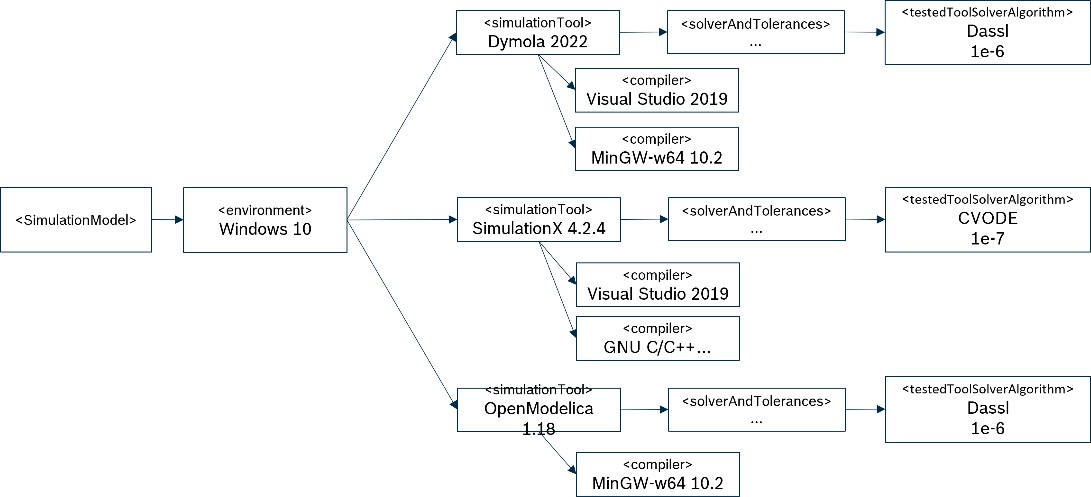 <SimulationModel>
<environment>
Windows 10
<simulationTool>
Dymola 2022
<solverAndTolerances>
...
<testedToolSolverAlgorithm>
Dassl
1e-6
<compiler>
Visual Studio 2019
<compiler>
MinGW-w64 10.2
<simulationTool>
SimulationX 4.2.4
<solverAndTolerances>
...
<testedToolSolverAlgorithm>
CVODE
1e-7
<compiler>
Visual Studio 2019
<compiler>
GNU C/C++...
<simulationTool>
OpenModelica
1.18
<solverAndTolerances>
...
<testedToolSolverAlgorithm>
Dassl
1e-6
<compiler>
MinGW-w64 10.2